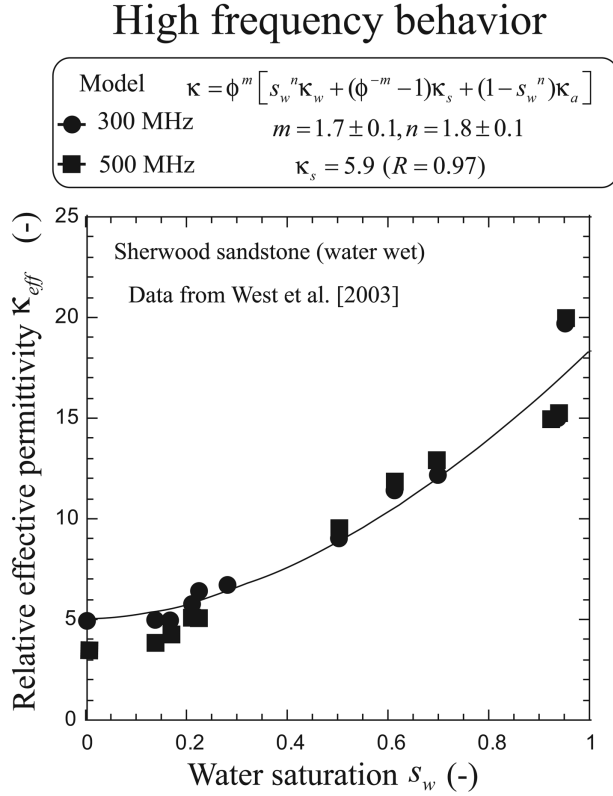 High frequency behavior
Model κ = ϕ^m [s_w^n κ_w + (ϕ^−m −1)κ_s + (1−s_w^n)κ_a]
300 MHz m = 1.7 ± 0.1, n = 1.8 ± 0.1
500 MHz κ_s = 5.9 (R = 0.97)
25
Sherwood sandstone (water wet)
Data from West et al. [2003]
20
15
10
5
0
Relative effective permittivity κ_eff (-)
0 0.2 0.4 0.6 0.8 1
Water saturation s_w (-)